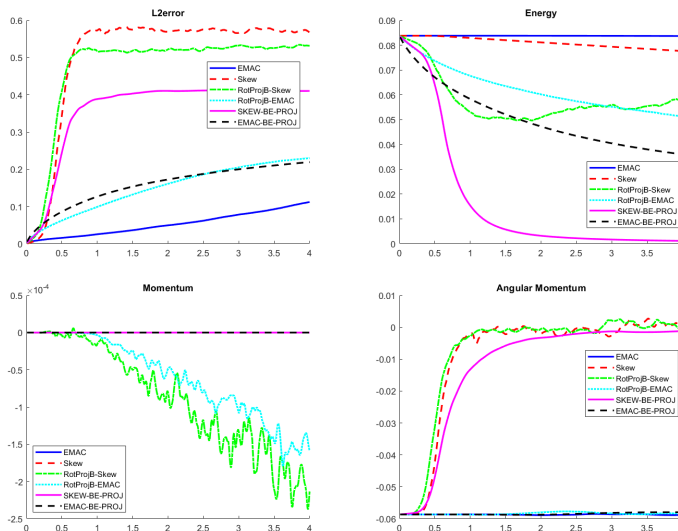 L2error
0.6
0.5
0.4
0.3
0.2
0.1
0
0 0.5 1 1.5 2 2.5 3 3.5 4
EMAC
Skew
RotProjB-Skew
RotProjB-EMAC
SKEW-BE-PROJ
EMAC-BE-PROJ
Energy
0.09
0.08
0.07
0.06
0.05
0.04
0.03
0.02
0.01
0
0 0.5 1 1.5 2 2.5 3 3.5
EMAC
Skew
RotProjB-Skew
RotProjB-EMAC
SKEW-BE-PROJ
EMAC-BE-PROJ
Momentum
×10⁻⁴
0.5
0
-0.5
-1
-1.5
-2
-2.5
0 0.5 1 1.5 2 2.5 3 3.5 4
EMAC
Skew
RotProjB-Skew
RotProjB-EMAC
SKEW-BE-PROJ
EMAC-BE-PROJ
Angular Momentum
0.01
0
-0.01
-0.02
-0.03
-0.04
-0.05
-0.06
0 0.5 1 1.5 2 2.5 3 3.5
EMAC
Skew
RotProjB-Skew
RotProjB-EMAC
SKEW-BE-PROJ
EMAC-BE-PROJ